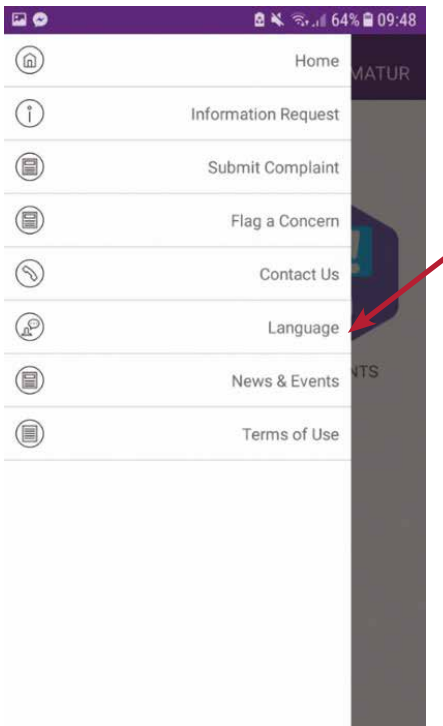 64% 09:48
MATUR
Home
Information Request
Submit Complaint
Flag a Concern
Contact Us
Language
NTS
News & Events
Terms of Use